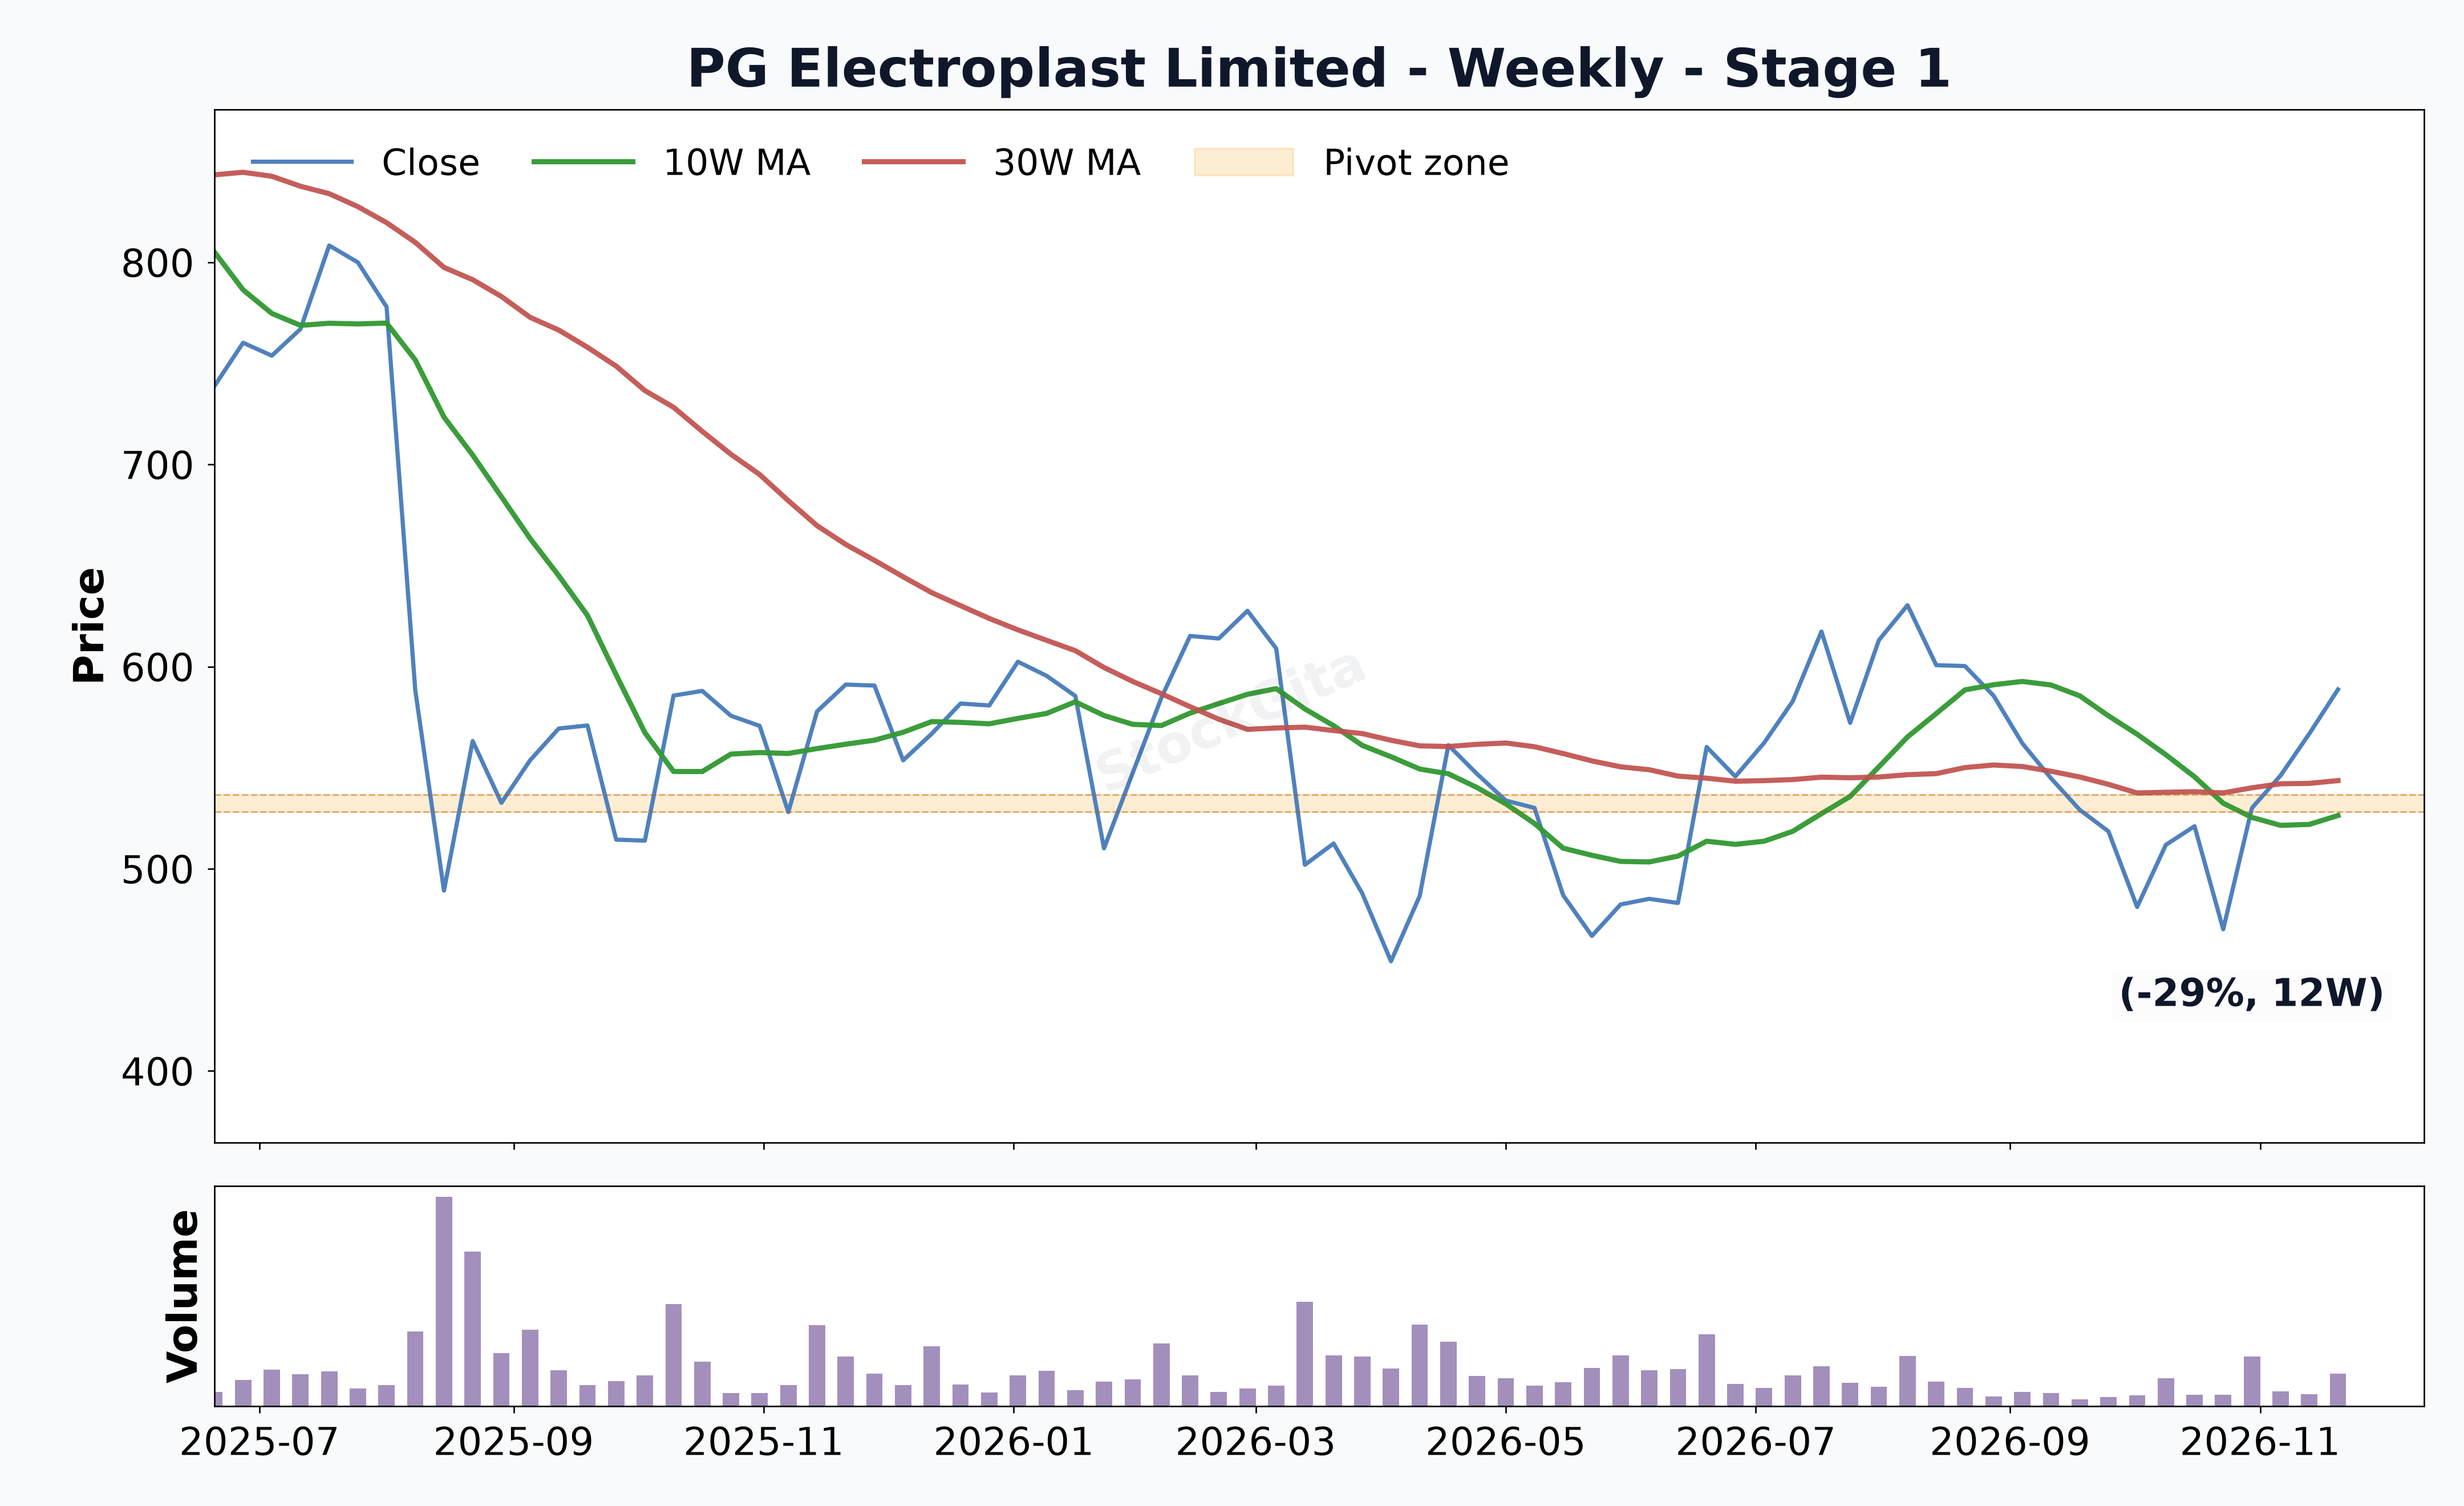 PG Electroplast Limited - Weekly - Stage 1
Close 10W MA 30W MA Pivot zone
Price
800
700
600
500
400
StockGita
(-29%, 12W)
Volume
2025-07 2025-09 2025-11 2026-01 2026-03 2026-05 2026-07 2026-09 2026-11